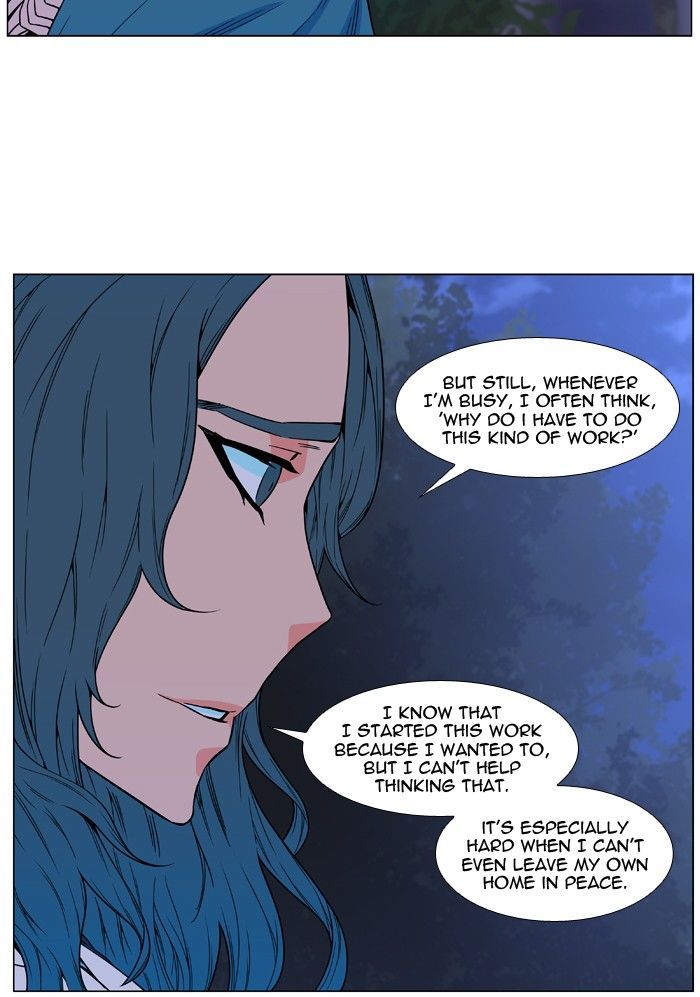 BUT STILL, WHENEVER
I'M BUSY, I OFTEN THINK,
'WHY DO I HAVE TO DO
THIS KIND OF WORK?'
I KNOW THAT
I STARTED THIS WORK
BECAUSE I WANTED TO,
BUT I CAN'T HELP
THINKING THAT.
IT'S ESPECIALLY
HARD WHEN I CAN'T
EVEN LEAVE MY OWN
HOME IN PEACE.